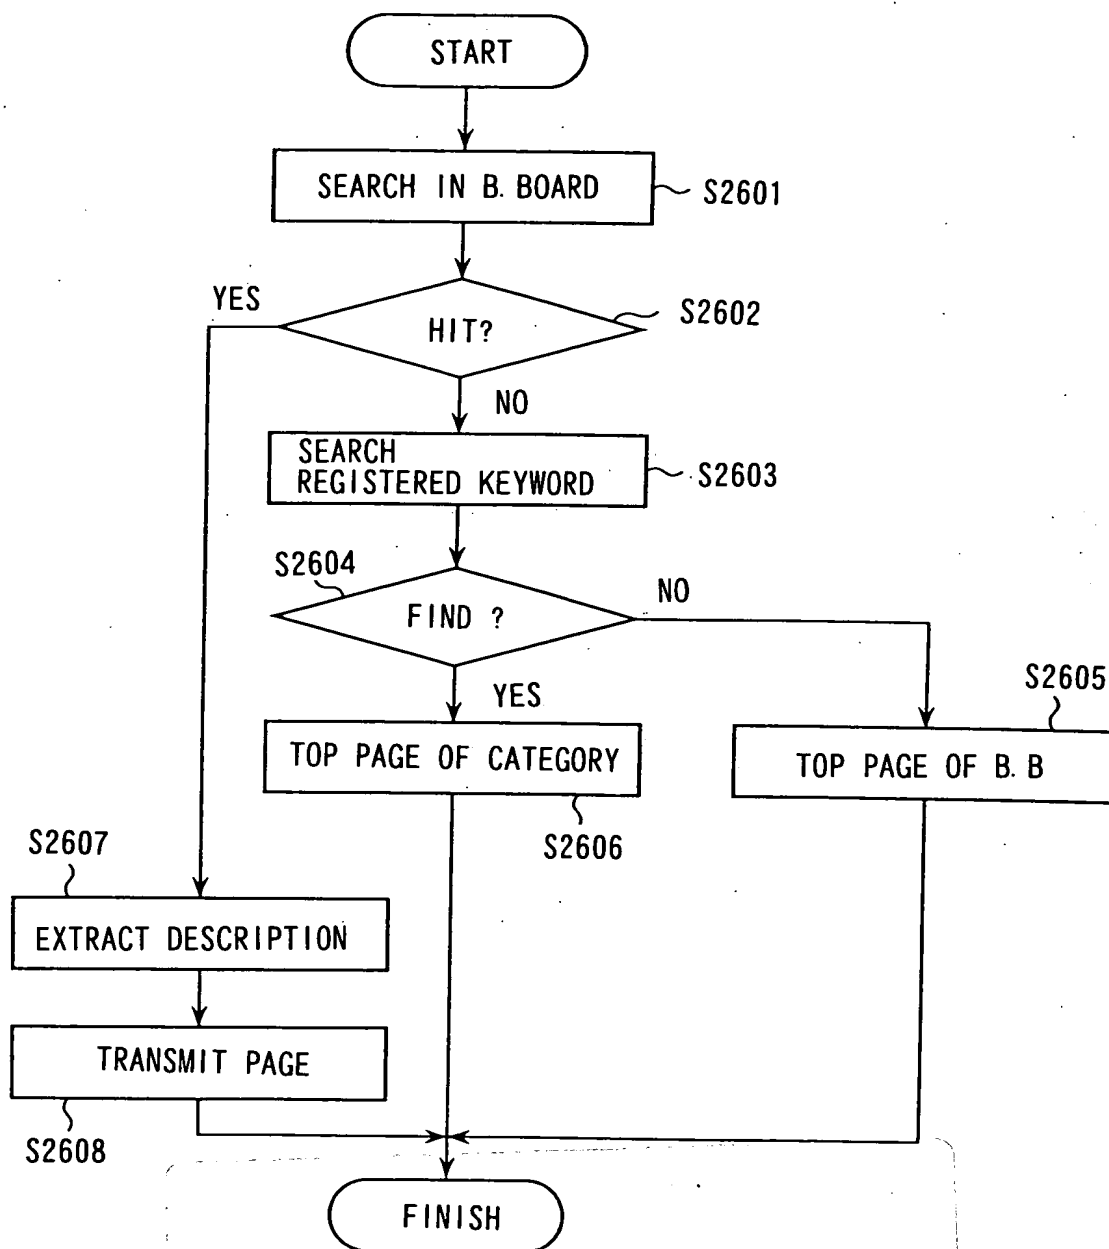 START
SEARCH IN B. BOARD
S2601
YES
HIT?
S2602
NO
SEARCH
REGISTERED KEYWORD
S2603
S2604
FIND ?
NO
YES
S2605
TOP PAGE OF CATEGORY
TOP PAGE OF B. B
S2606
S2607
EXTRACT DESCRIPTION
TRANSMIT PAGE
S2608
FINISH